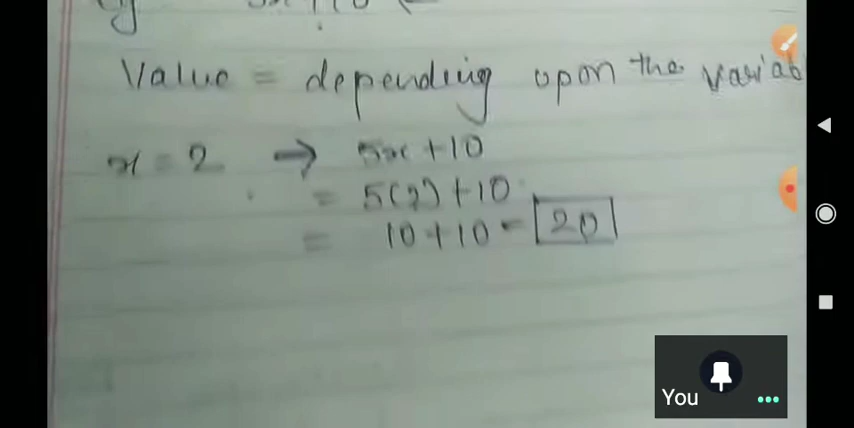 Value = depending upon the variab
x = 2 → 5x + 10
= 5(2) + 10
= 10 + 10 = 20
You